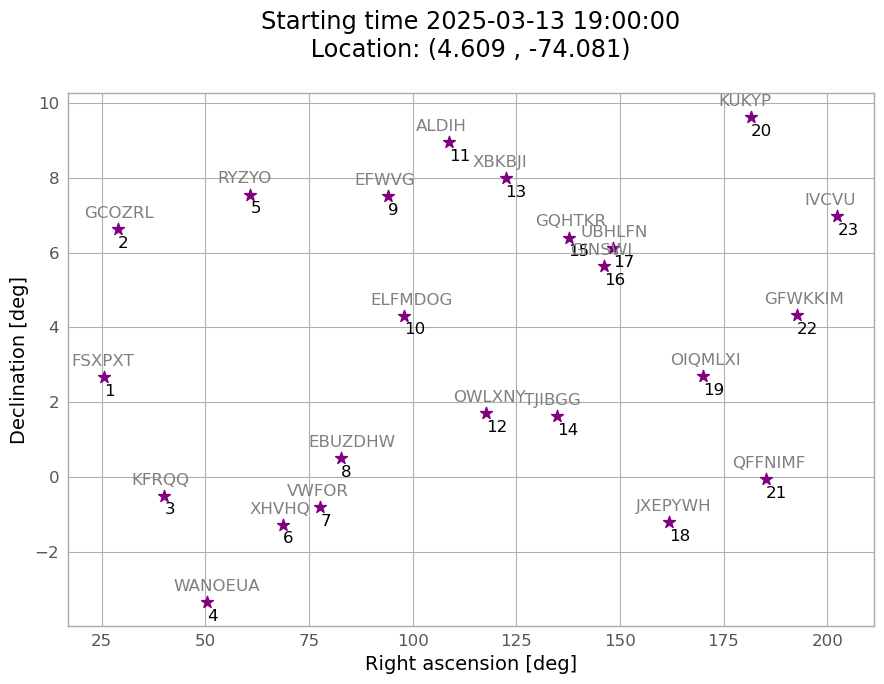 Starting time 2025-03-13 19:00:00
Location: (4.609 , -74.081)
10
8
6
4
2
0
−2
Declination [deg]
KUKYP
20
ALDIH
11
XBKBJI
13
RYZYO
5
EFWVG
9
IVCVU
23
GCOZRL
2
GQHTKR
15
UBHLFN
17
GINSWI
16
ELFMDOG
10
GFWKKIM
22
FSXPXT
1
OIQMLXI
19
OWLXNY
12
TJIBGG
14
EBUZDHW
8
QFFNIMF
21
KFRQQ
3
VWFOR
7
XHVHQ
6
JXEPYWH
18
WANOEUA
4
25
50
75
100
125
150
175
200
Right ascension [deg]